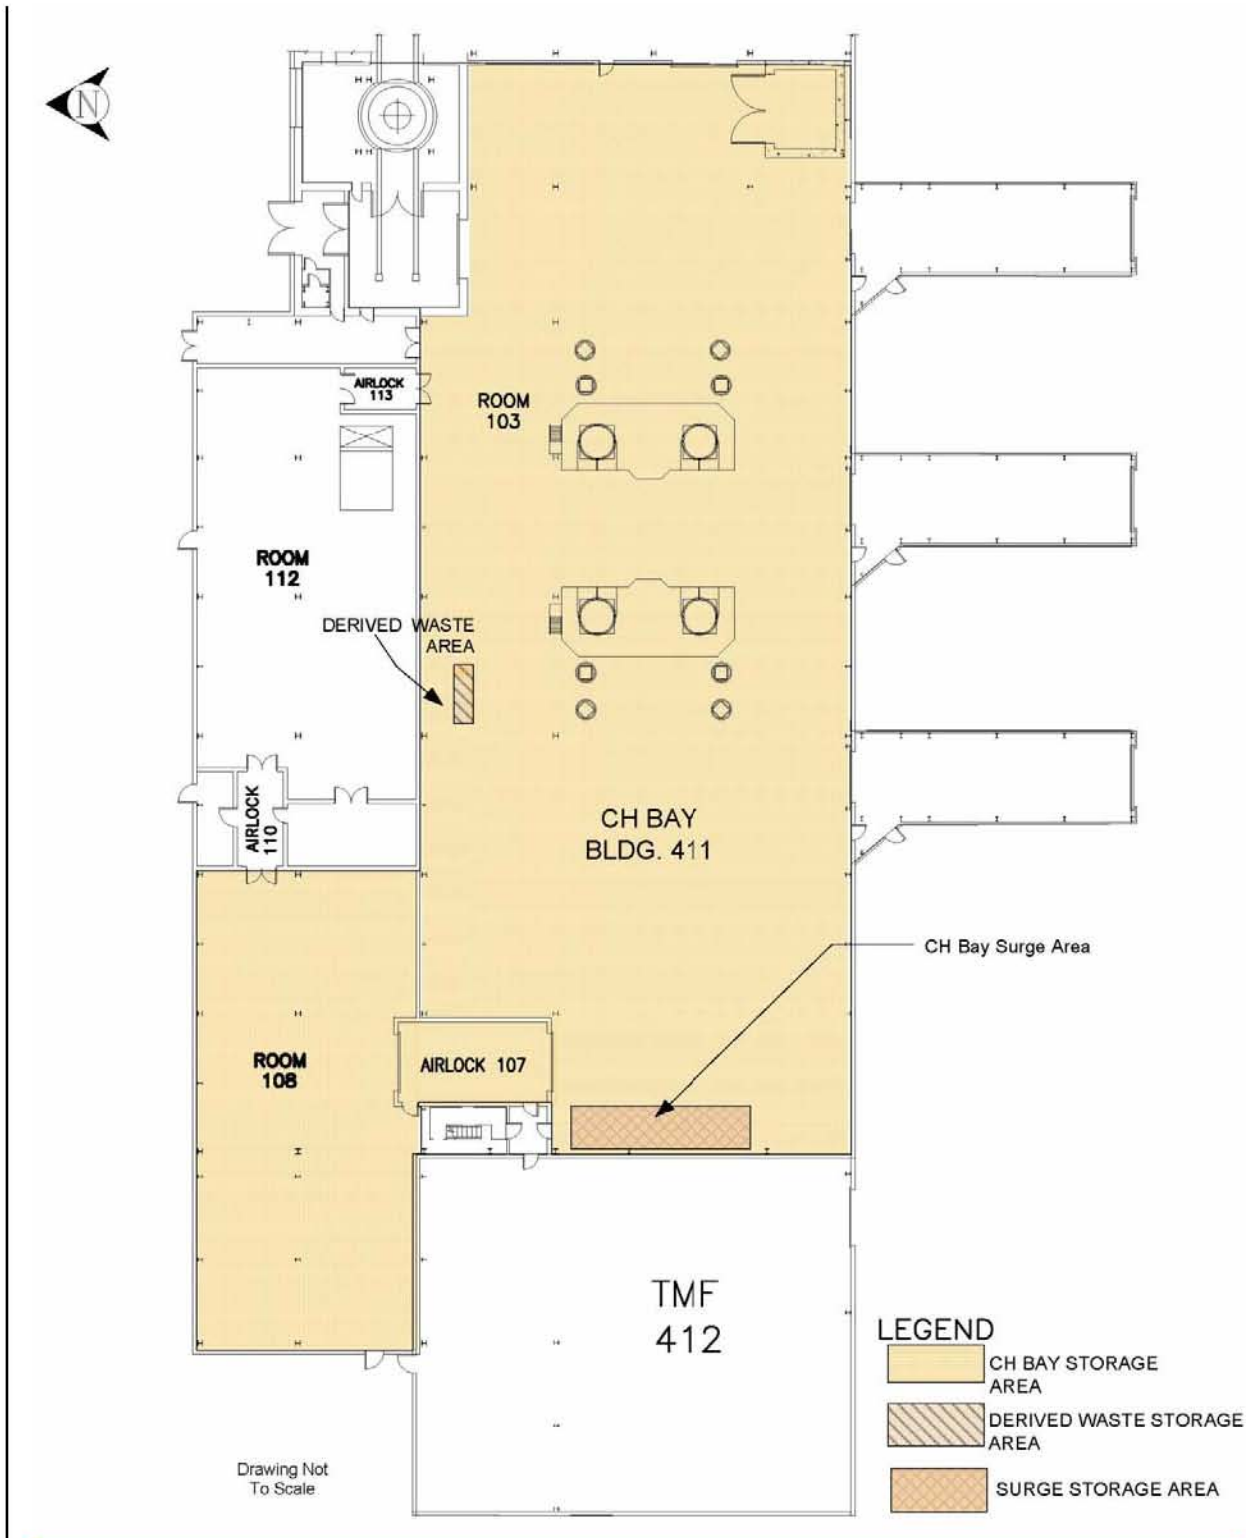 N
AIRLOCK
113
ROOM
103
ROOM
112
DERIVED WASTE
AREA
AIRLOCK
110
CH BAY
BLDG. 411
CH Bay Surge Area
ROOM
108
AIRLOCK 107
TMF
412
LEGEND
CH BAY STORAGE
AREA
DERIVED WASTE STORAGE
AREA
SURGE STORAGE AREA
Drawing Not
To Scale